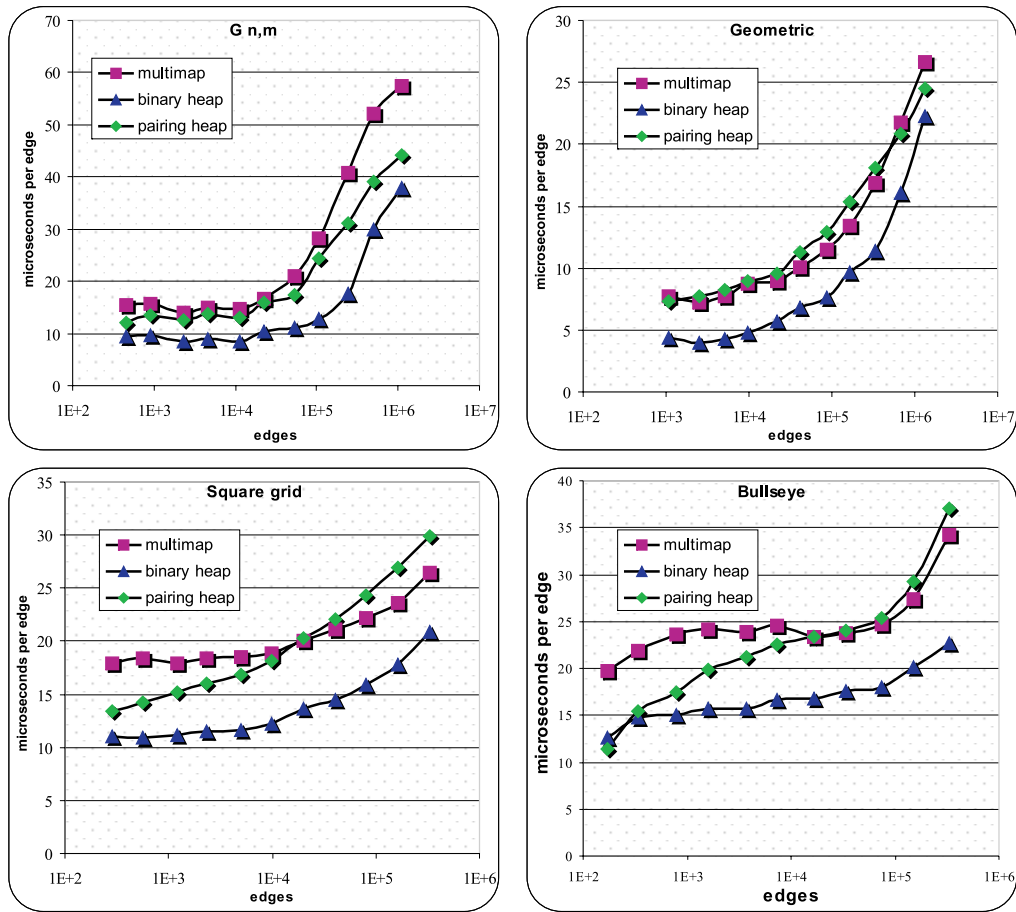 G n,m
70
60
50
40
30
20
10
0
microseconds per edge
multimap
binary heap
pairing heap
1E+2 1E+3 1E+4 1E+5 1E+6 1E+7
edges
Geometric
30
25
20
15
10
5
0
microseconds per edge
multimap
binary heap
pairing heap
1E+2 1E+3 1E+4 1E+5 1E+6 1E+7
edges
Square grid
35
30
25
20
15
10
5
0
microseconds per edge
multimap
binary heap
pairing heap
1E+2 1E+3 1E+4 1E+5 1E+6
edges
Bullseye
40
35
30
25
20
15
10
5
0
microseconds per edge
multimap
binary heap
pairing heap
1E+2 1E+3 1E+4 1E+5 1E+6
edges